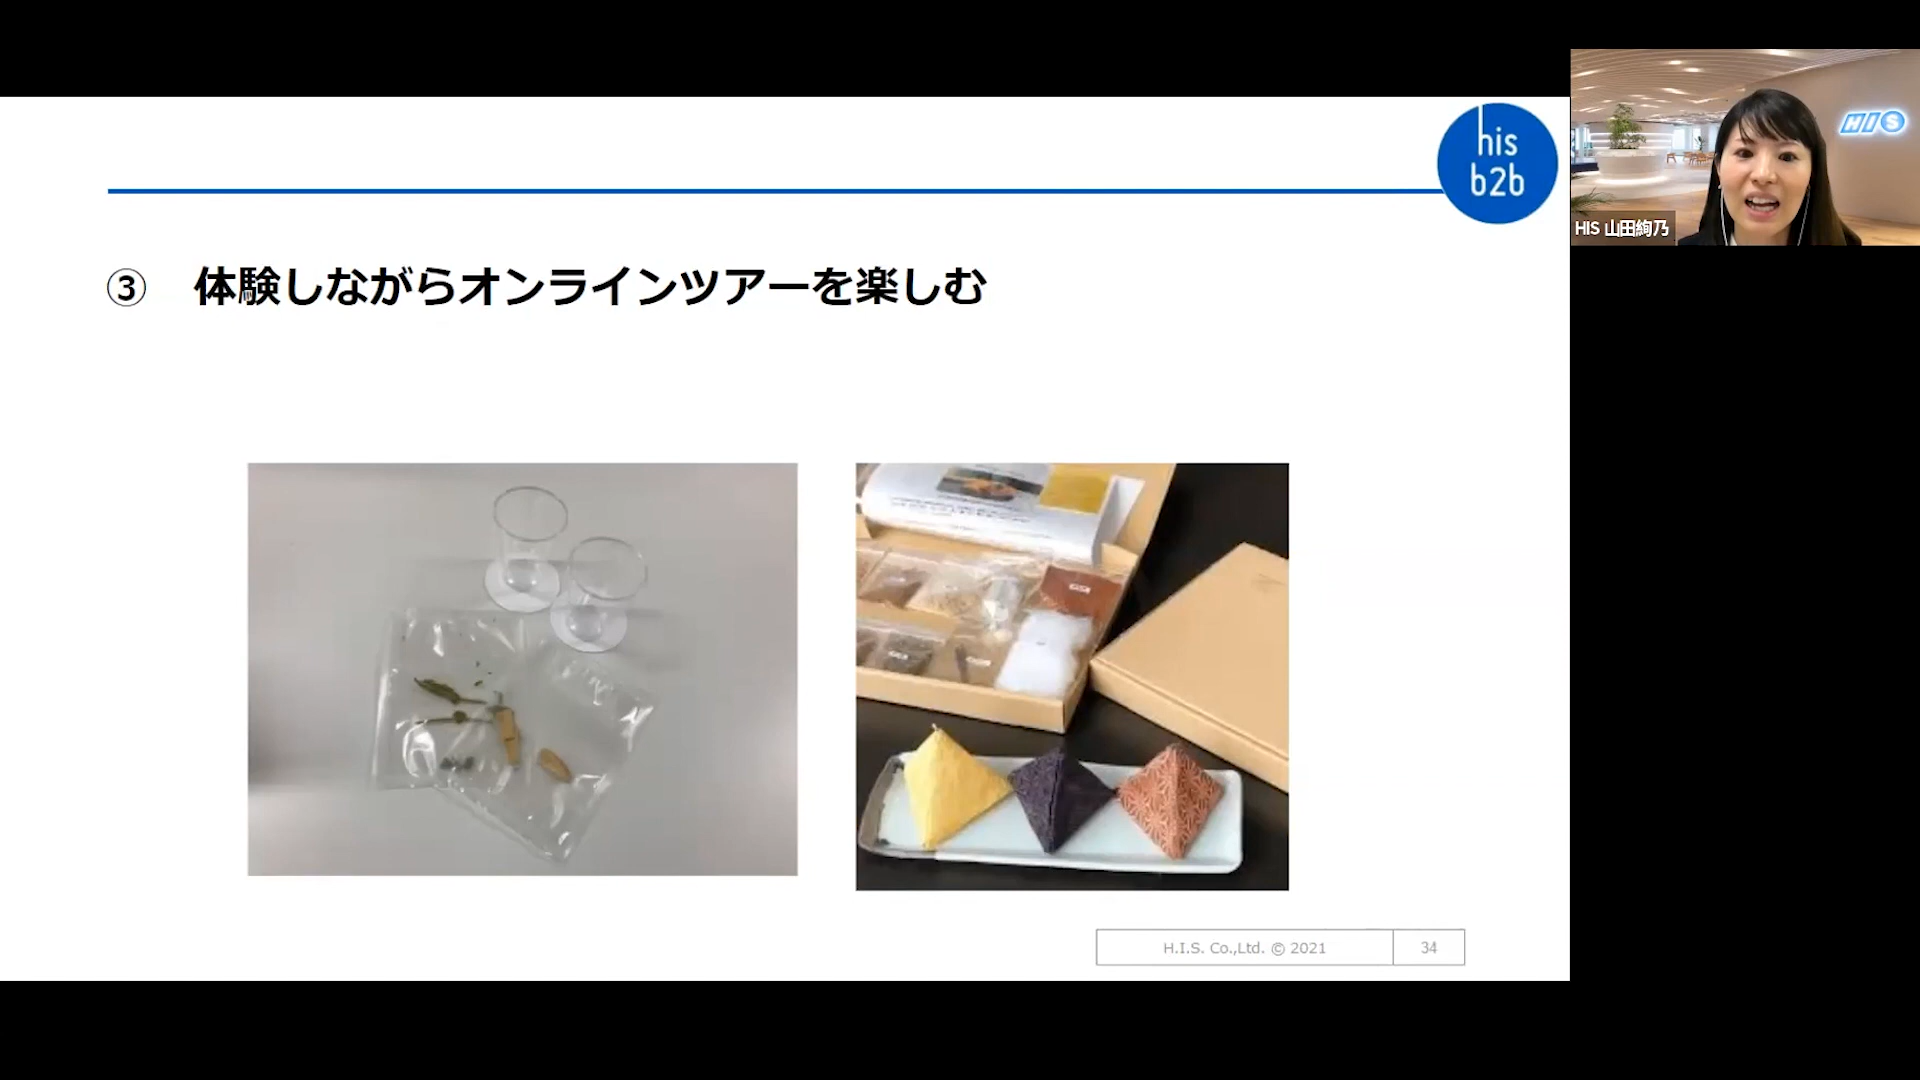 his
b2b
HIS
HIS 山田絢乃
③ 体験しながらオンラインツアーを楽しむ
H.I.S. Co.,Ltd. © 2021
34